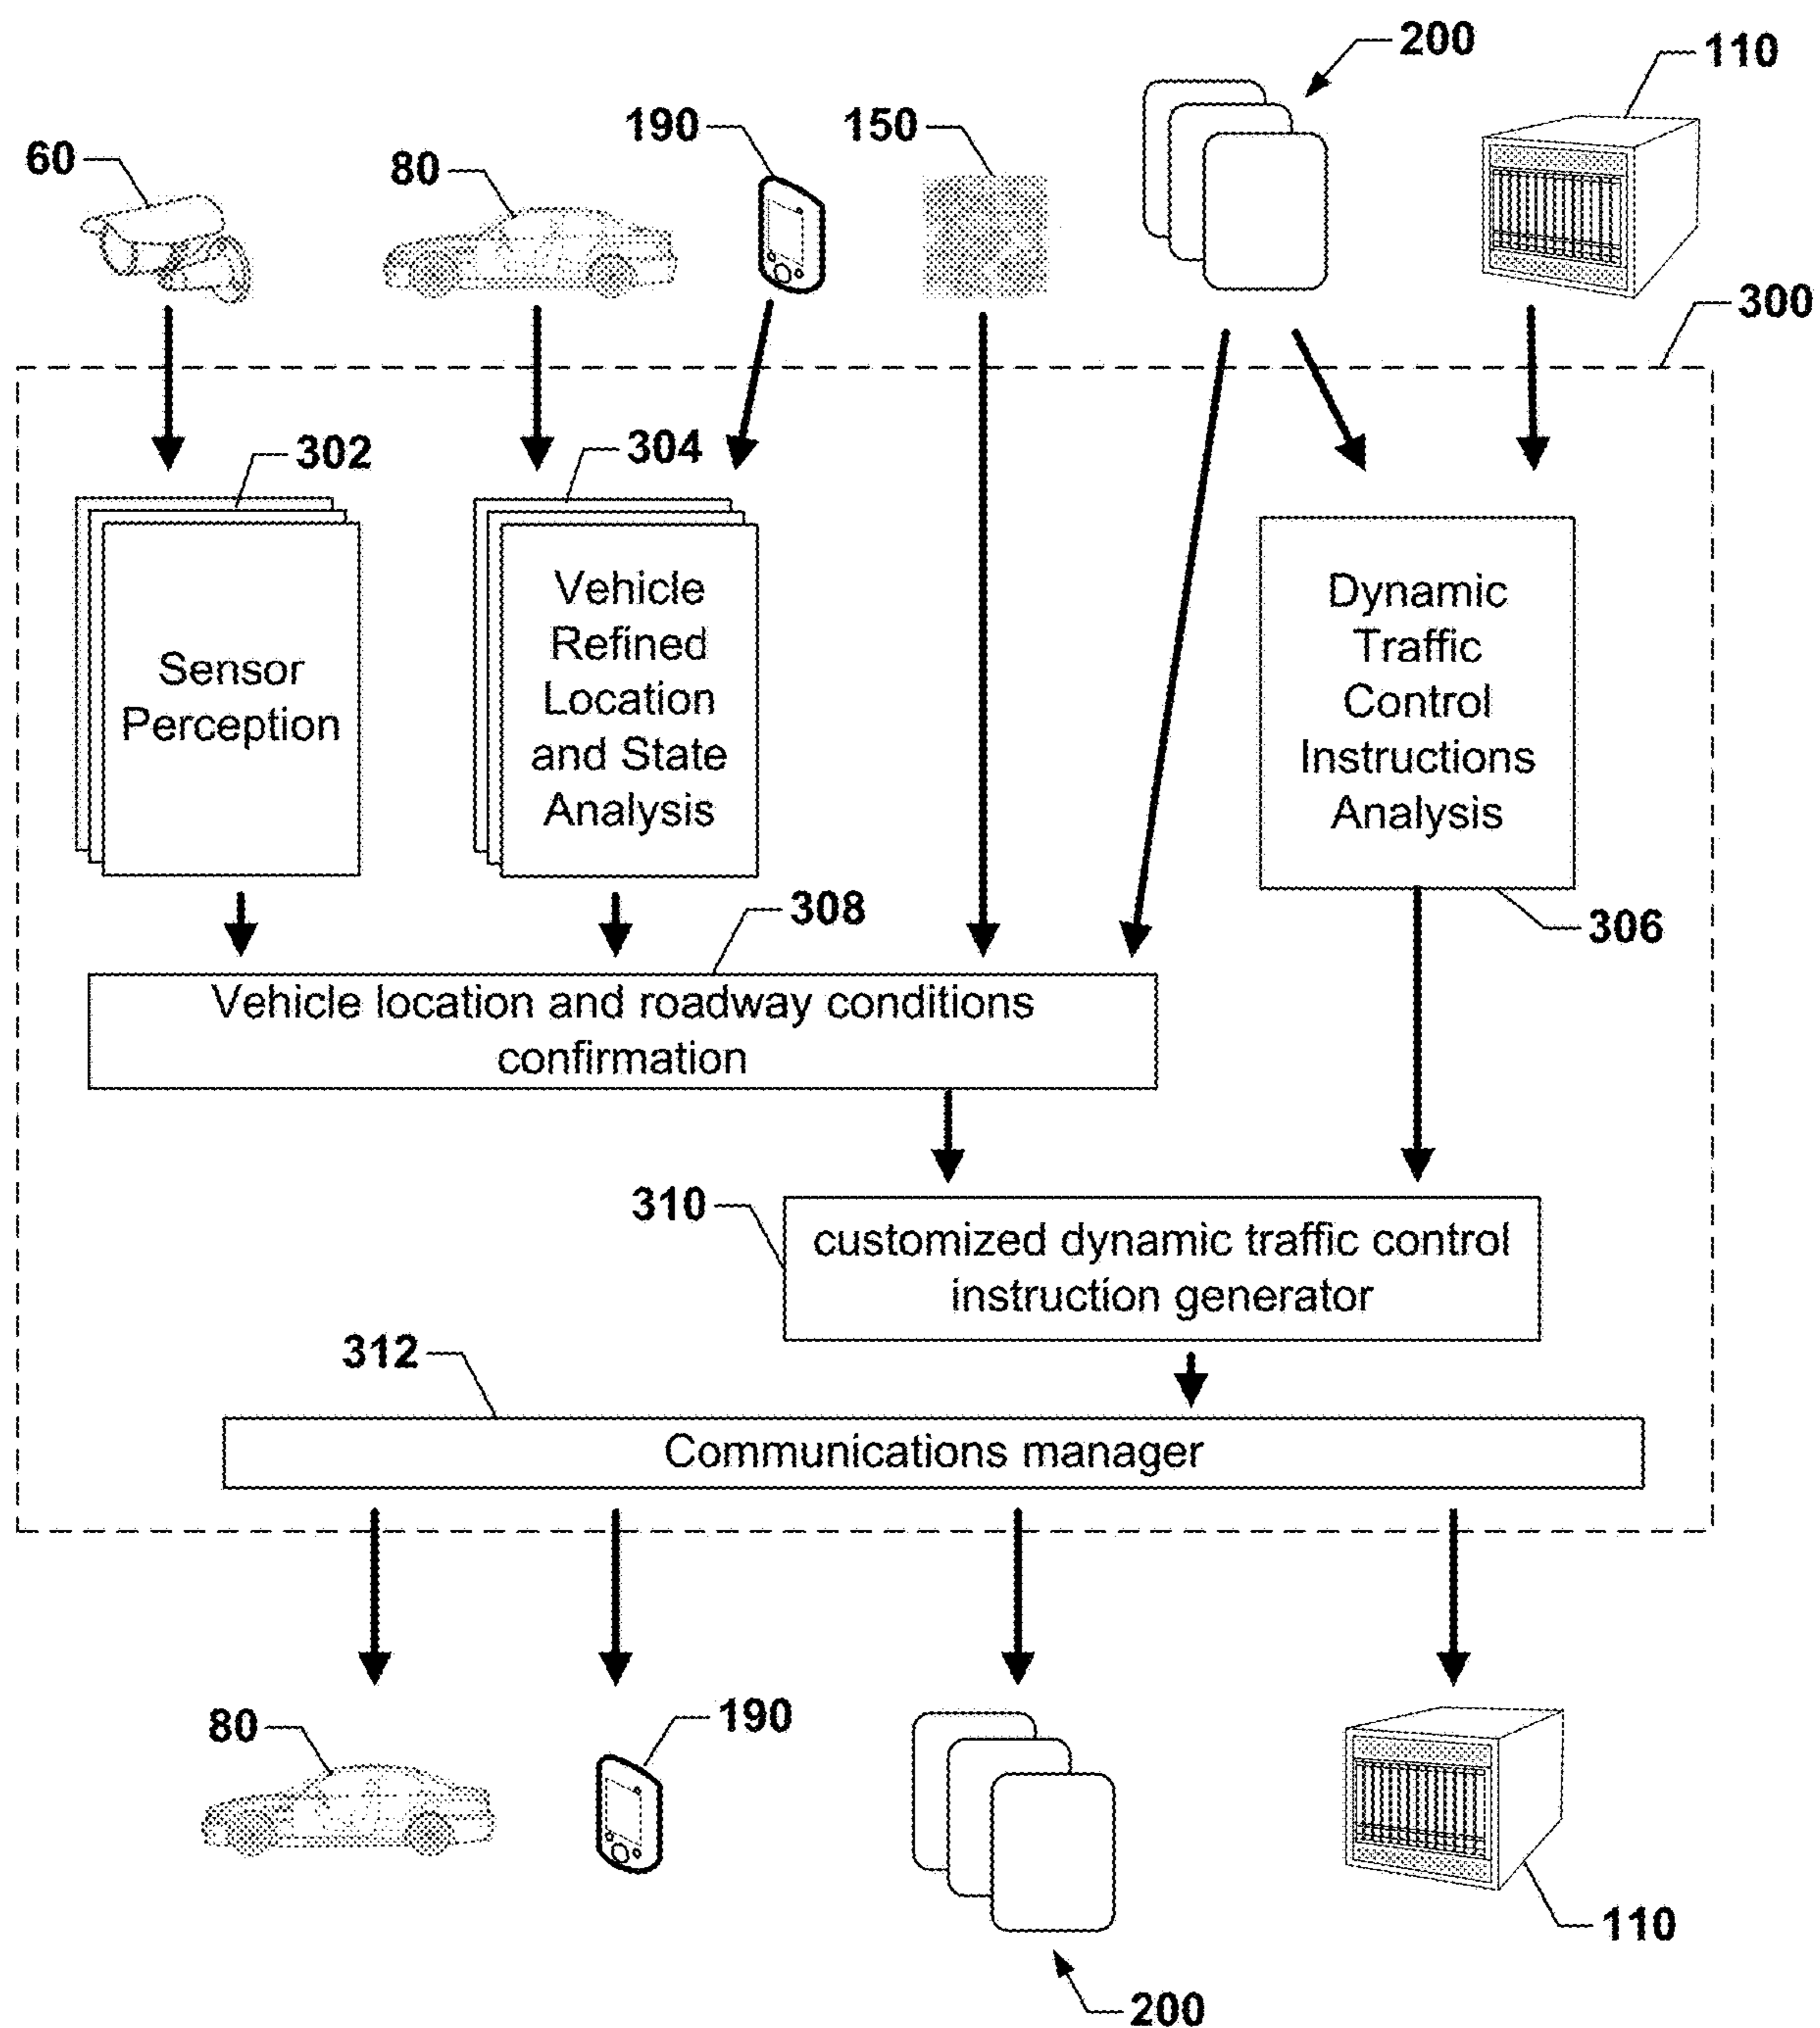 200
110
190
150
60
80
300
302
304
Vehicle
Refined
Location
and State
Analysis
Dynamic
Traffic
Control
Instructions
Analysis
Sensor
Perception
308
306
Vehicle location and roadway conditions
confirmation
310
customized dynamic traffic control
instruction generator
312
Communications manager
80
190
110
200